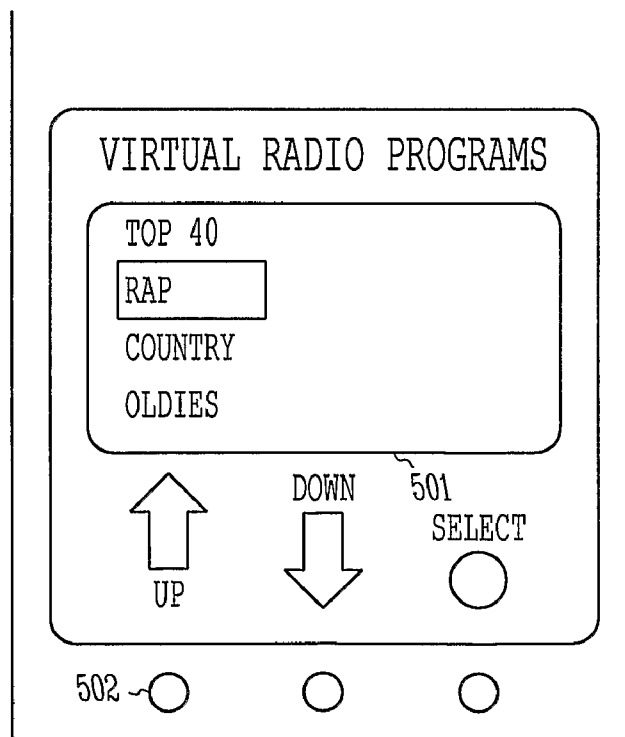 VIRTUAL RADIO PROGRAMS
TOP 40
RAP
COUNTRY
OLDIES
501
DOWN
SELECT
UP
502